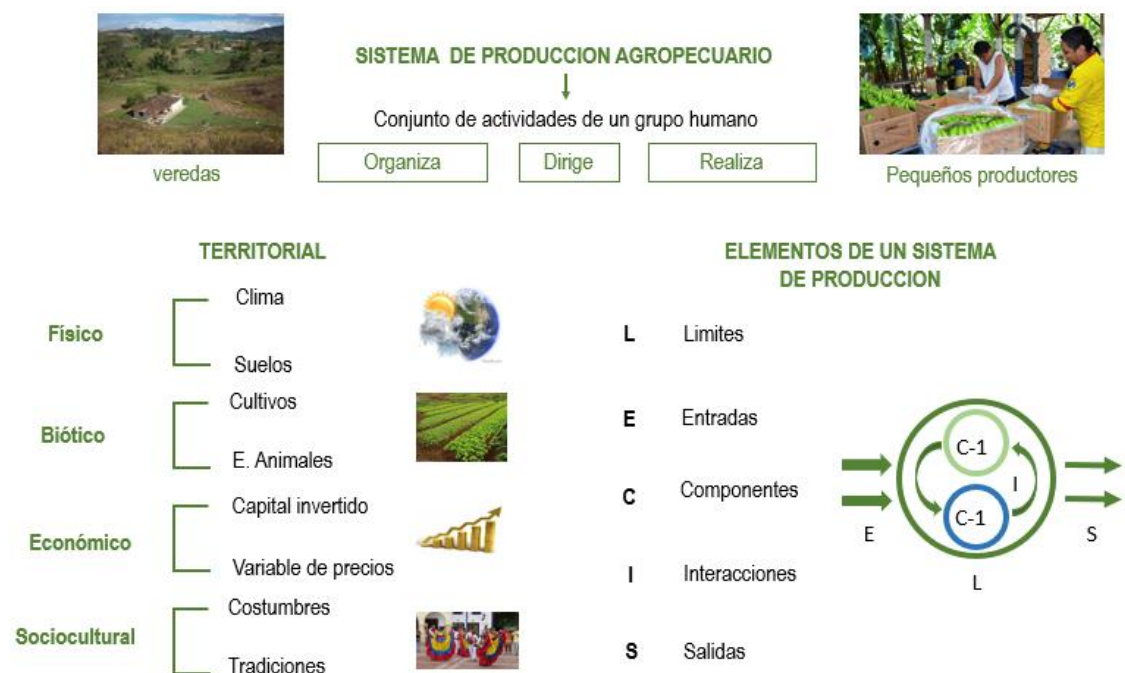 SISTEMA DE PRODUCCION AGROPECUARIO
Conjunto de actividades de un grupo humano
Organiza
Dirige
Realiza
veredas
Pequeños productores
TERRITORIAL
Físico
Clima
Suelos
Biótico
Cultivos
E. Animales
Económico
Capital invertido
Variable de precios
Sociocultural
Costumbres
Tradiciones
ELEMENTOS DE UN SISTEMA
DE PRODUCCION
L Limites
E Entradas
C Componentes
I Interacciones
S Salidas
C-1
I
C-1
E
S
L